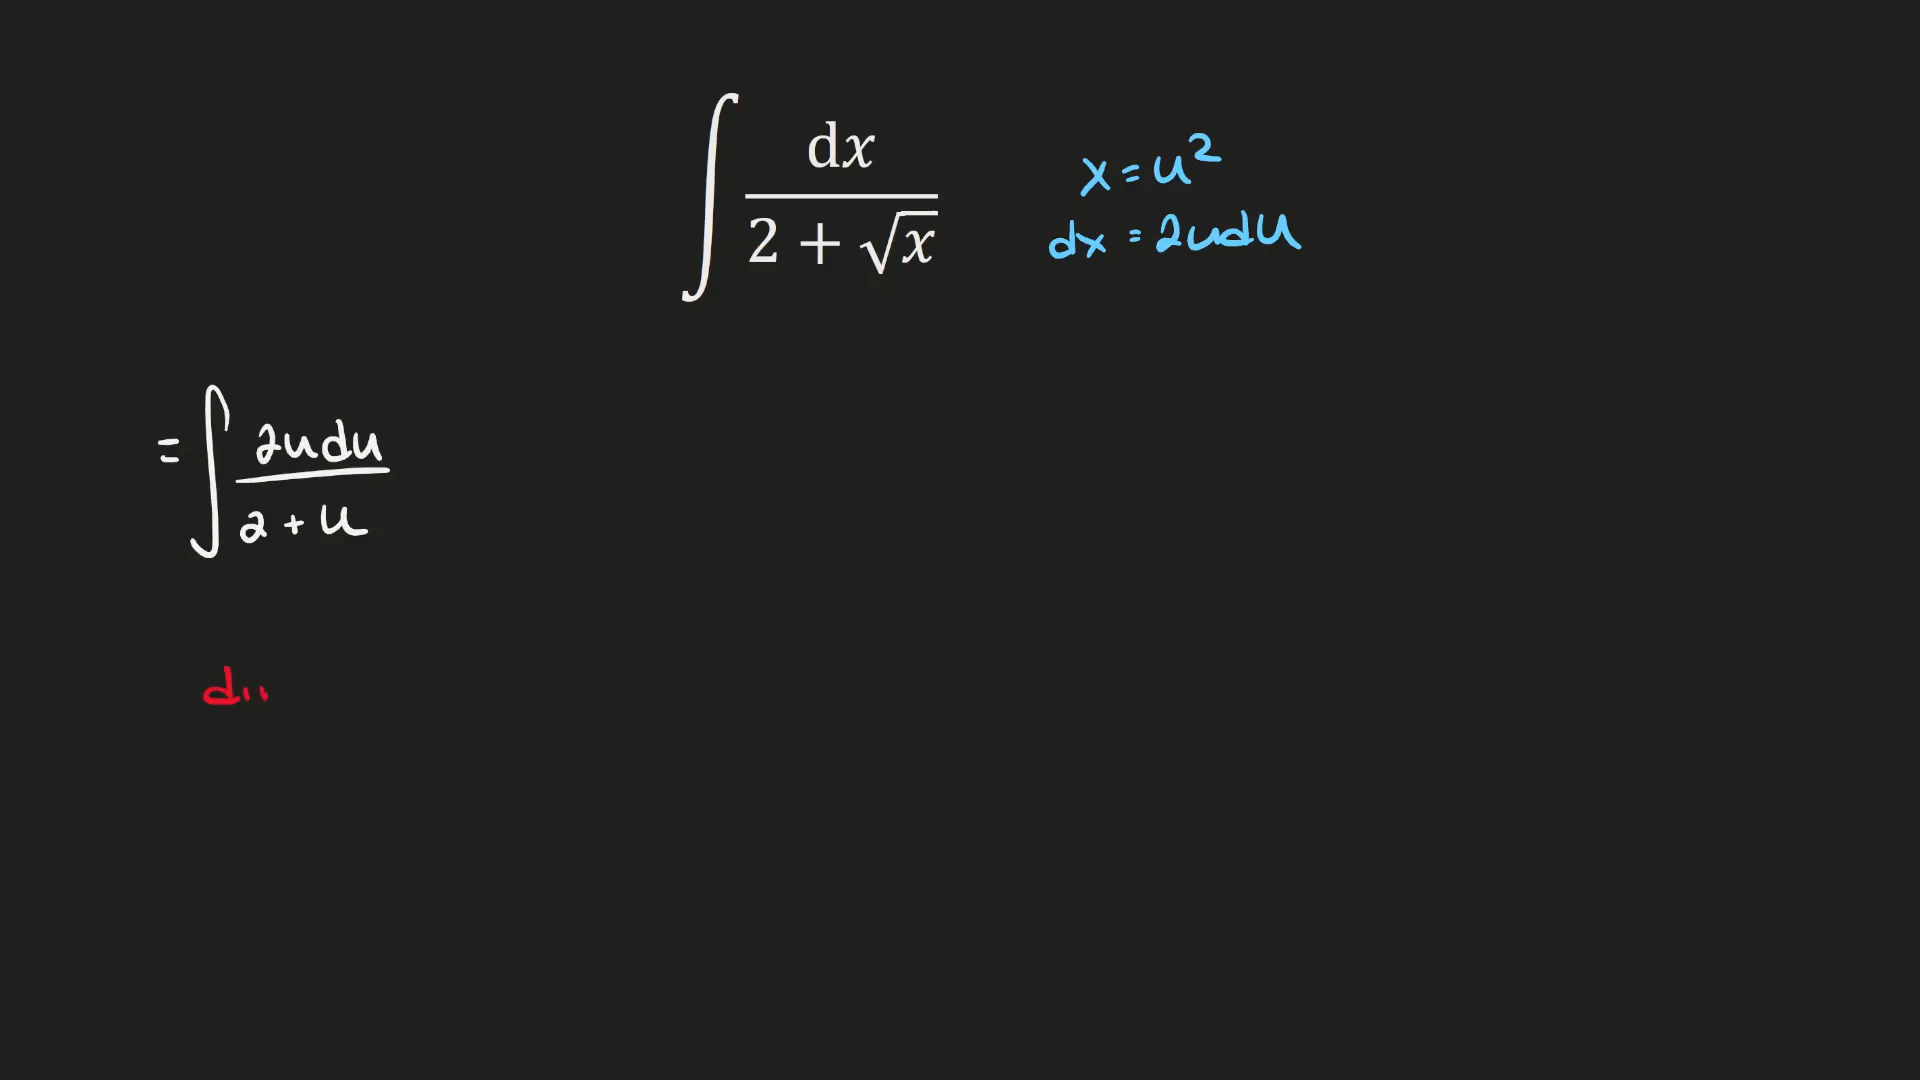 ∫ dx / (2 + √x)
x = u²
dx = 2udu
= ∫ 2udu / (2 + u)